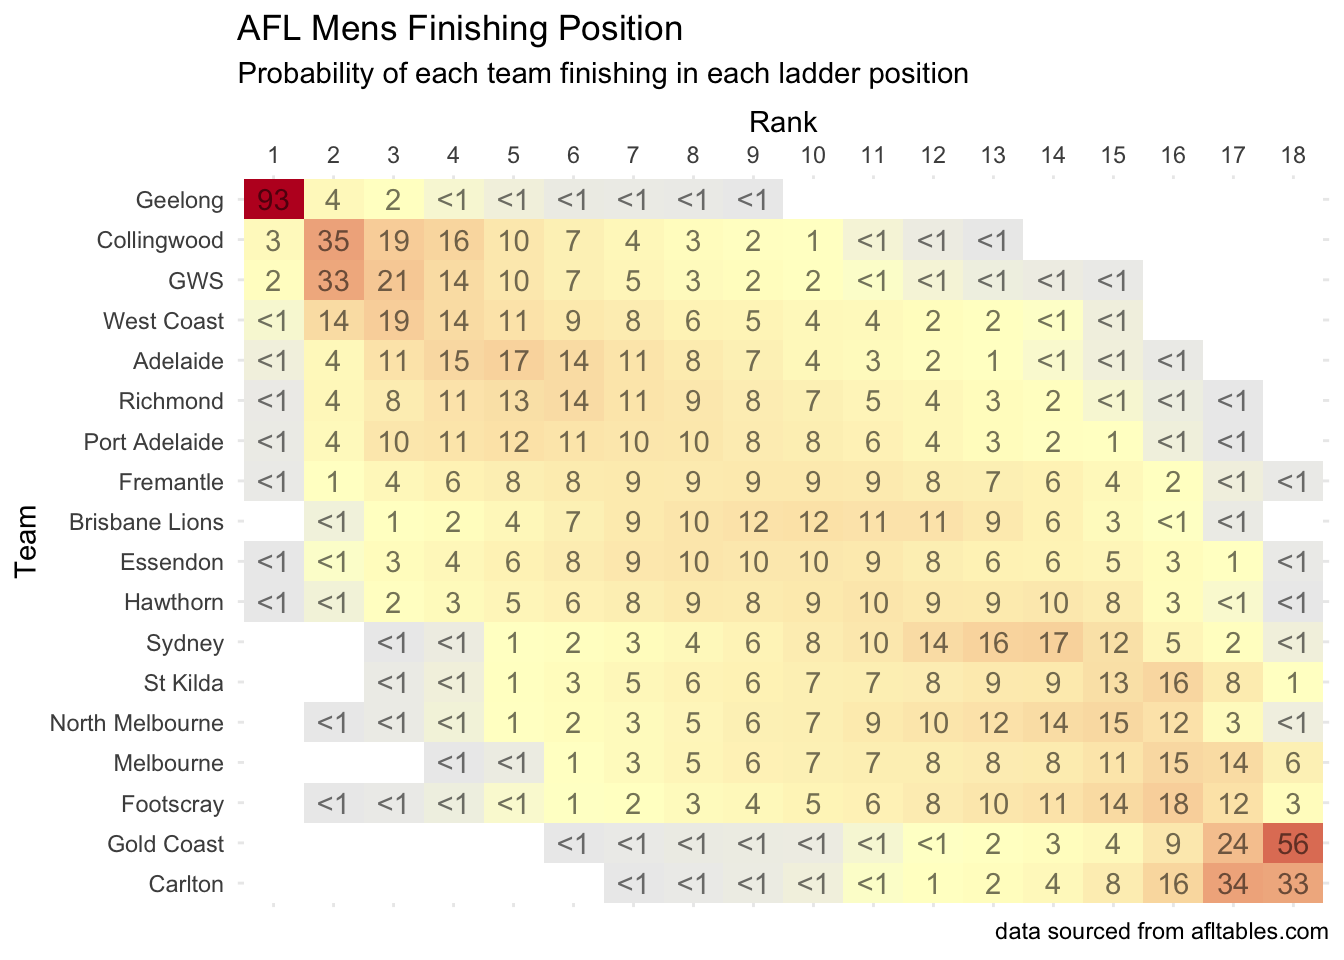 AFL Mens Finishing Position
Probability of each team finishing in each ladder position
Rank
1 2 3 4 5 6 7 8 9 10 11 12 13 14 15 16 17 18
Team
Geelong 93 4 2 <1 <1 <1 <1 <1 <1
Collingwood 3 35 19 16 10 7 4 3 2 1 <1 <1 <1
GWS 2 33 21 14 10 7 5 3 2 2 <1 <1 <1 <1 <1
West Coast <1 14 19 14 11 9 8 6 5 4 4 2 2 <1 <1
Adelaide <1 4 11 15 17 14 11 8 7 4 3 2 1 <1 <1 <1
Richmond <1 4 8 11 13 14 11 9 8 7 5 4 3 2 <1 <1 <1
Port Adelaide <1 4 10 11 12 11 10 10 8 8 6 4 3 2 1 <1 <1
Fremantle <1 1 4 6 8 8 9 9 9 9 9 8 7 6 4 2 <1 <1
Brisbane Lions <1 1 2 4 7 9 10 12 12 11 11 9 6 3 <1 <1
Essendon <1 <1 3 4 6 8 9 10 10 10 9 8 6 6 5 3 1 <1
Hawthorn <1 <1 2 3 5 6 8 9 8 9 10 9 9 10 8 3 <1 <1
Sydney <1 <1 1 2 3 4 6 8 10 14 16 17 12 5 2 <1
St Kilda <1 <1 1 3 5 6 6 7 7 8 9 9 13 16 8 1
North Melbourne <1 <1 <1 1 2 3 5 6 7 9 10 12 14 15 12 3 <1
Melbourne <1 <1 1 3 5 6 7 7 8 8 8 11 15 14 6
Footscray <1 <1 <1 <1 1 2 3 4 5 6 8 10 11 14 18 12 3
Gold Coast <1 <1 <1 <1 <1 <1 <1 2 3 4 9 24 56
Carlton <1 <1 <1 <1 <1 1 2 4 8 16 34 33
data sourced from afltables.com